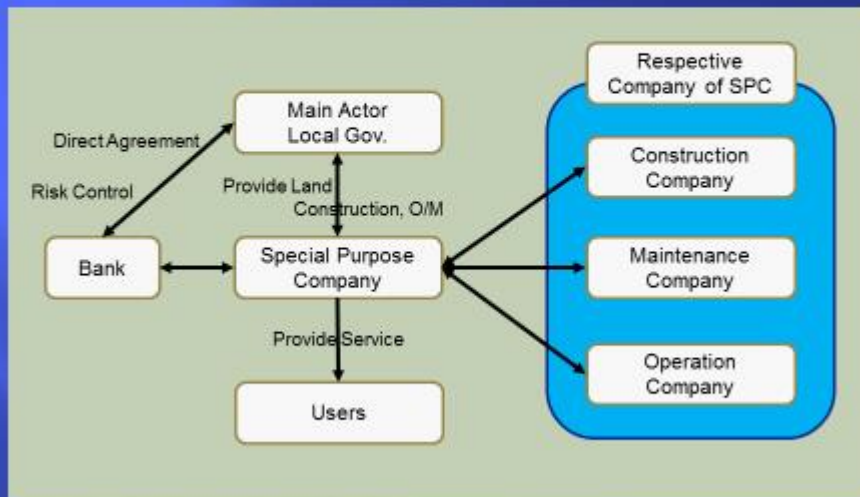 Respective
Company of SPC
Main Actor
Local Gov.
Direct Agreement
Construction
Company
Risk Control
Provide Land
Construction, O/M
Bank
Special Purpose
Company
Maintenance
Company
Provide Service
Operation
Company
Users